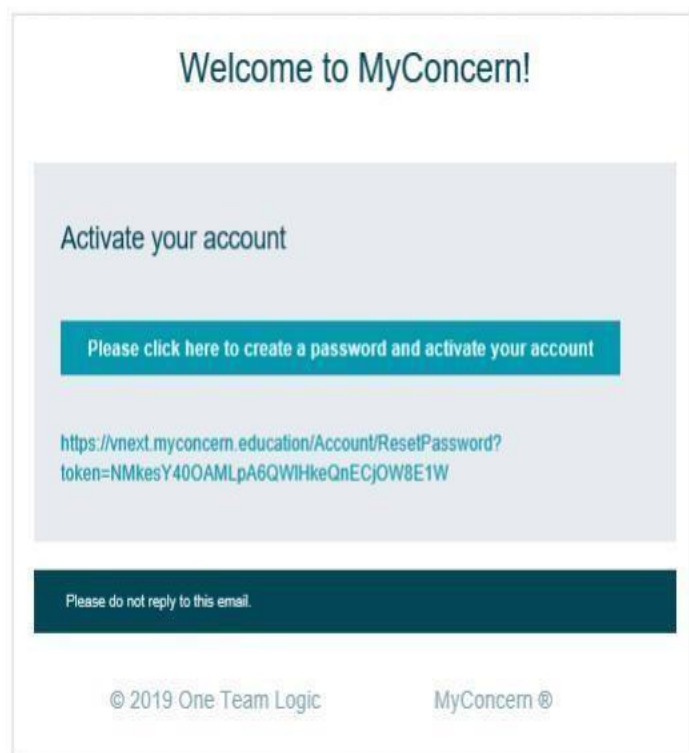 Welcome to MyConcern!
Activate your account
Please click here to create a password and activate your account
https://vnext.myconcern.education/Account/ResetPassword?
token=NMkesY40OAMLpA6QWIHkeQnECjOW8E1W
Please do not reply to this email.
© 2019 One Team Logic MyConcern ®